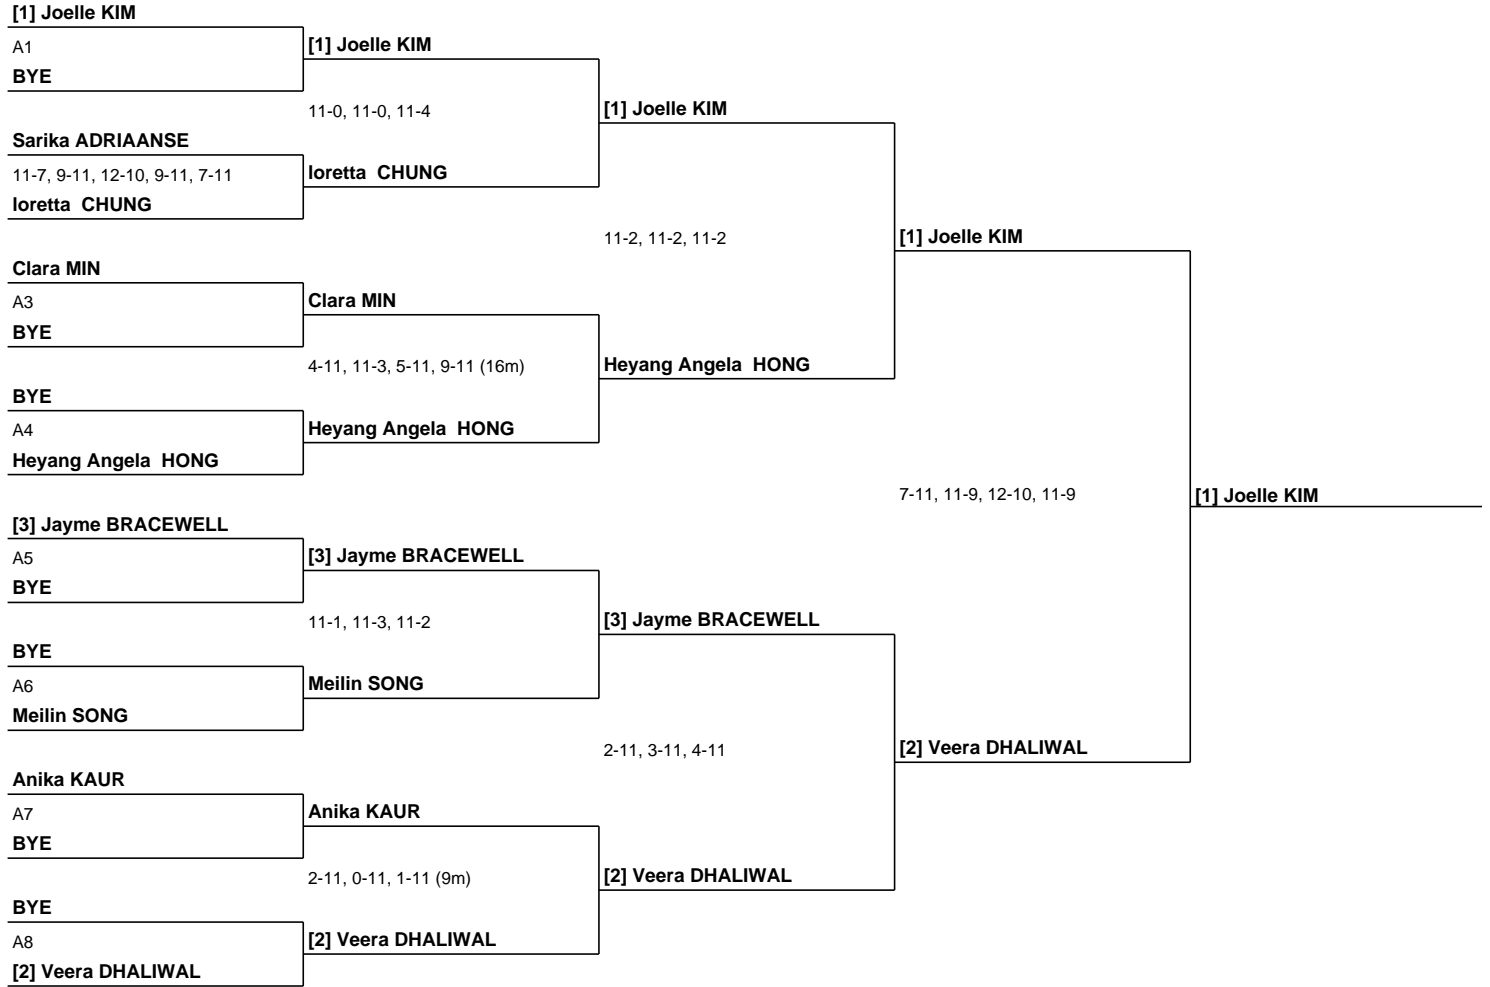 [1] Joelle KIM
A1
BYE
[1] Joelle KIM
11-0, 11-0, 11-4
Sarika ADRIAANSE
11-7, 9-11, 12-10, 9-11, 7-11
loretta  CHUNG
loretta  CHUNG
[1] Joelle KIM
11-2, 11-2, 11-2
Clara MIN
A3
BYE
Clara MIN
4-11, 11-3, 5-11, 9-11 (16m)
BYE
A4
Heyang Angela  HONG
Heyang Angela  HONG
Heyang Angela  HONG
[1] Joelle KIM
7-11, 11-9, 12-10, 11-9
[1] Joelle KIM
[3] Jayme BRACEWELL
A5
BYE
[3] Jayme BRACEWELL
11-1, 11-3, 11-2
BYE
A6
Meilin SONG
Meilin SONG
[3] Jayme BRACEWELL
2-11, 3-11, 4-11
Anika KAUR
A7
BYE
Anika KAUR
2-11, 0-11, 1-11 (9m)
BYE
A8
[2] Veera DHALIWAL
[2] Veera DHALIWAL
[2] Veera DHALIWAL
[2] Veera DHALIWAL